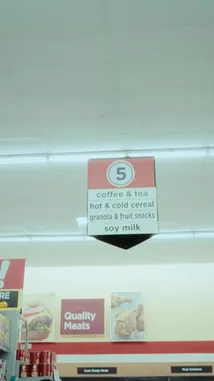 5
coffee & tea
hot & cold cereal
granola & fruit snacks
soy milk
Quality
Meats